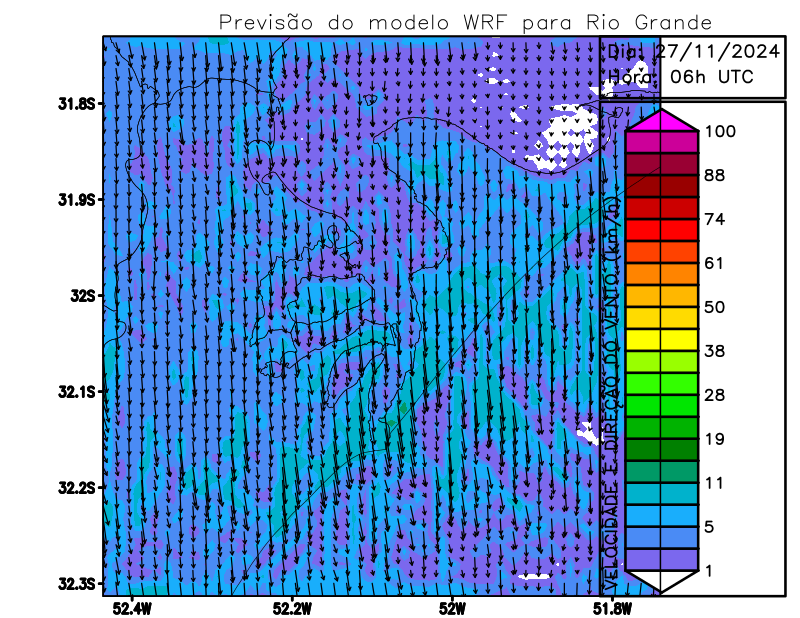 Previsão do modelo WRF para Rio Grande
Dia: 27/11/2024
Hora: 06h UTC
31.8S
31.9S
32S
32.1S
32.2S
32.3S
52.4W
52.2W
52W
51.8W
VELOCIDADE E DIREÇÃO DO VENTO: (km/h)
100
88
74
61
50
38
28
19
11
5
1